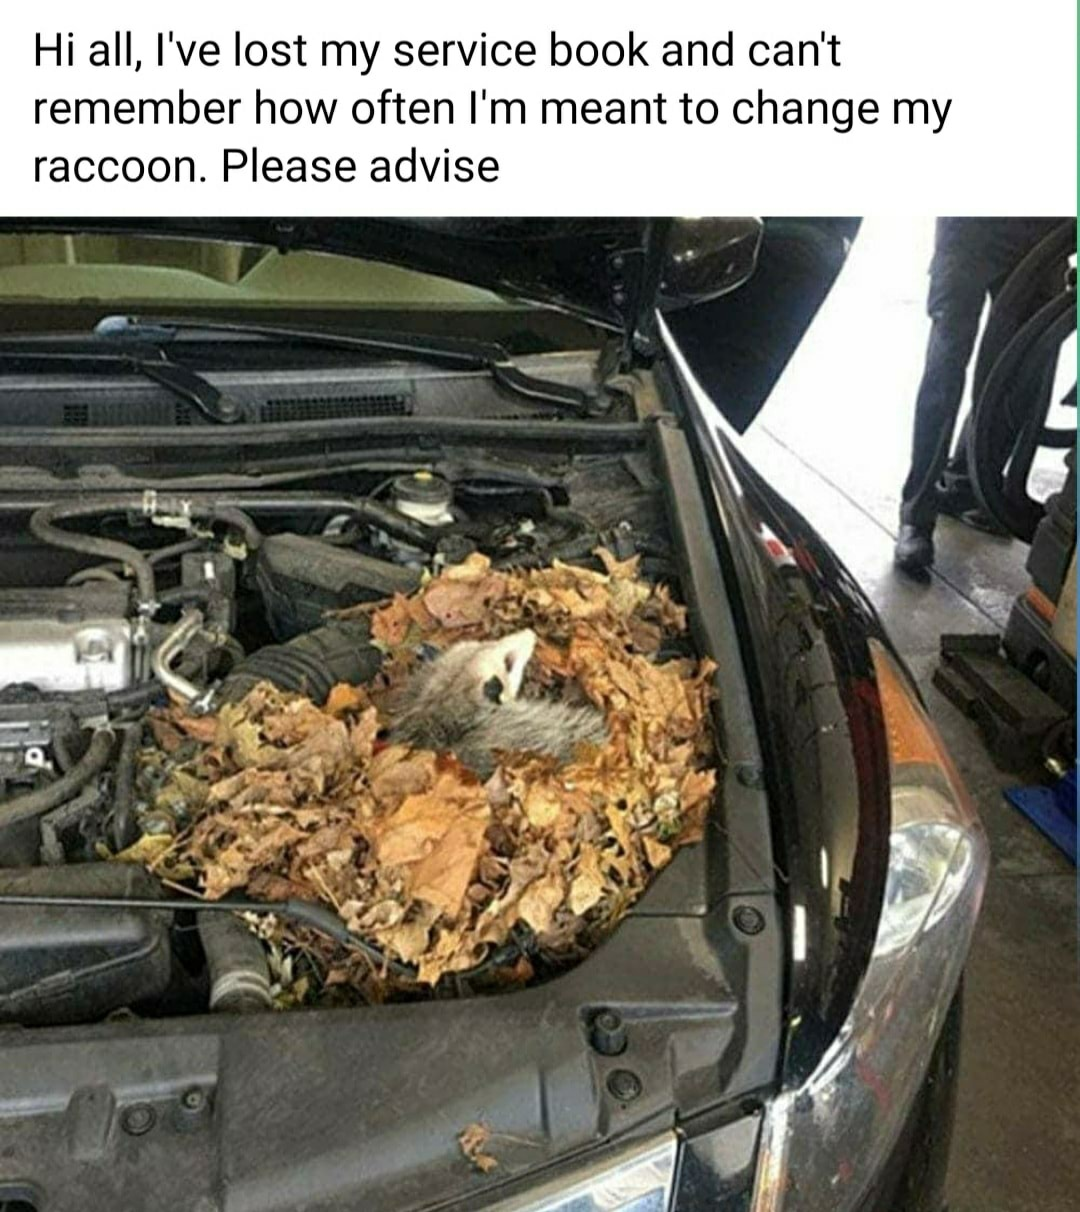 Hi all, I've lost my service book and can't
remember how often I'm meant to change my
raccoon. Please advise